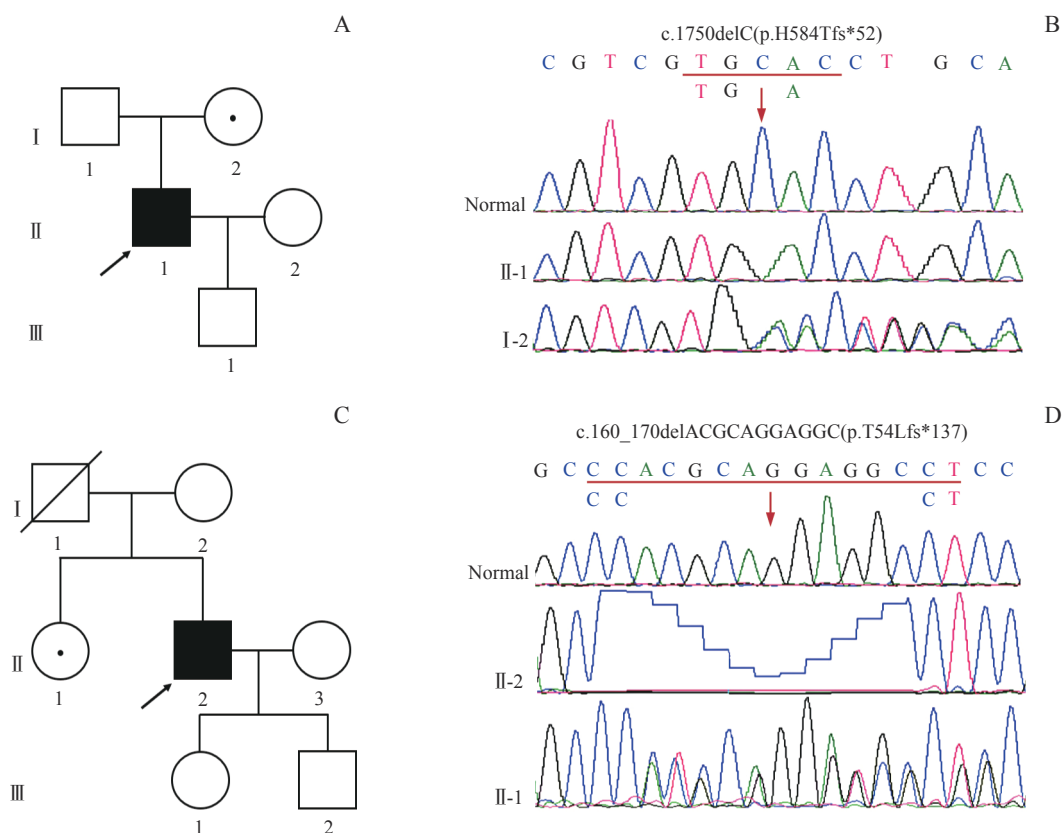 A
I
1
2
II
1
2
III
1
B
c.1750delC(p.H584Tfs*52)
C G T C G T G C A C C T G C A
T G A
Normal
II-1
I-2
C
I
1
2
II
1
2
3
III
1
2
D
c.160_170delACGCAGGAGGC(p.T54Lfs*137)
G C C C A C G C A G G A G G C C T C C
C C C T
Normal
II-2
II-1